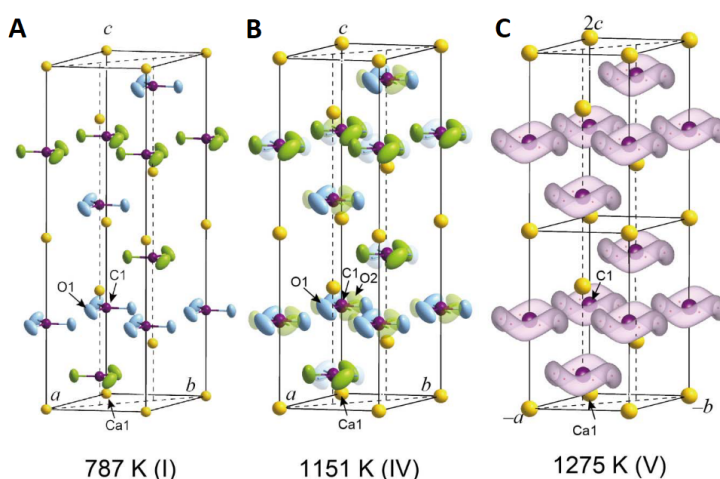 A
B
C
c
c
2c
O1
C1
O1
C1
O2
C1
a
b
a
b
–a
–b
Ca1
Ca1
Ca1
787 K (I)
1151 K (IV)
1275 K (V)